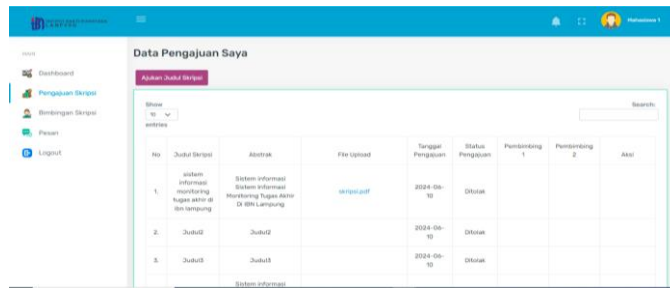 Mahasiswa 1
Data Pengajuan Saya
Dashboard
Pengajuan Skripsi
Bimbingan Skripsi
Pesan
Logout
Ajukan Judul Skripsi
Show
10
entries
Search:
No
Judul Skripsi
Abstrak
File Upload
Tanggal
Pengajuan
Status
Pengajuan
Pembimbing
1
Pembimbing
2
Aksi
1.
sistem
informasi
monitoring
tugas akhir di
ibn lampung
Sistem informasi
Sistem informasi
Monitoring Tugas Akhir
Di IBN Lampung
skripsi.pdf
2024-06-
10
Ditolak
2.
Judul2
Judul2
2024-06-
10
Ditolak
3.
Judul3
Judul3
2024-06-
10
Ditolak
Sistem informasi